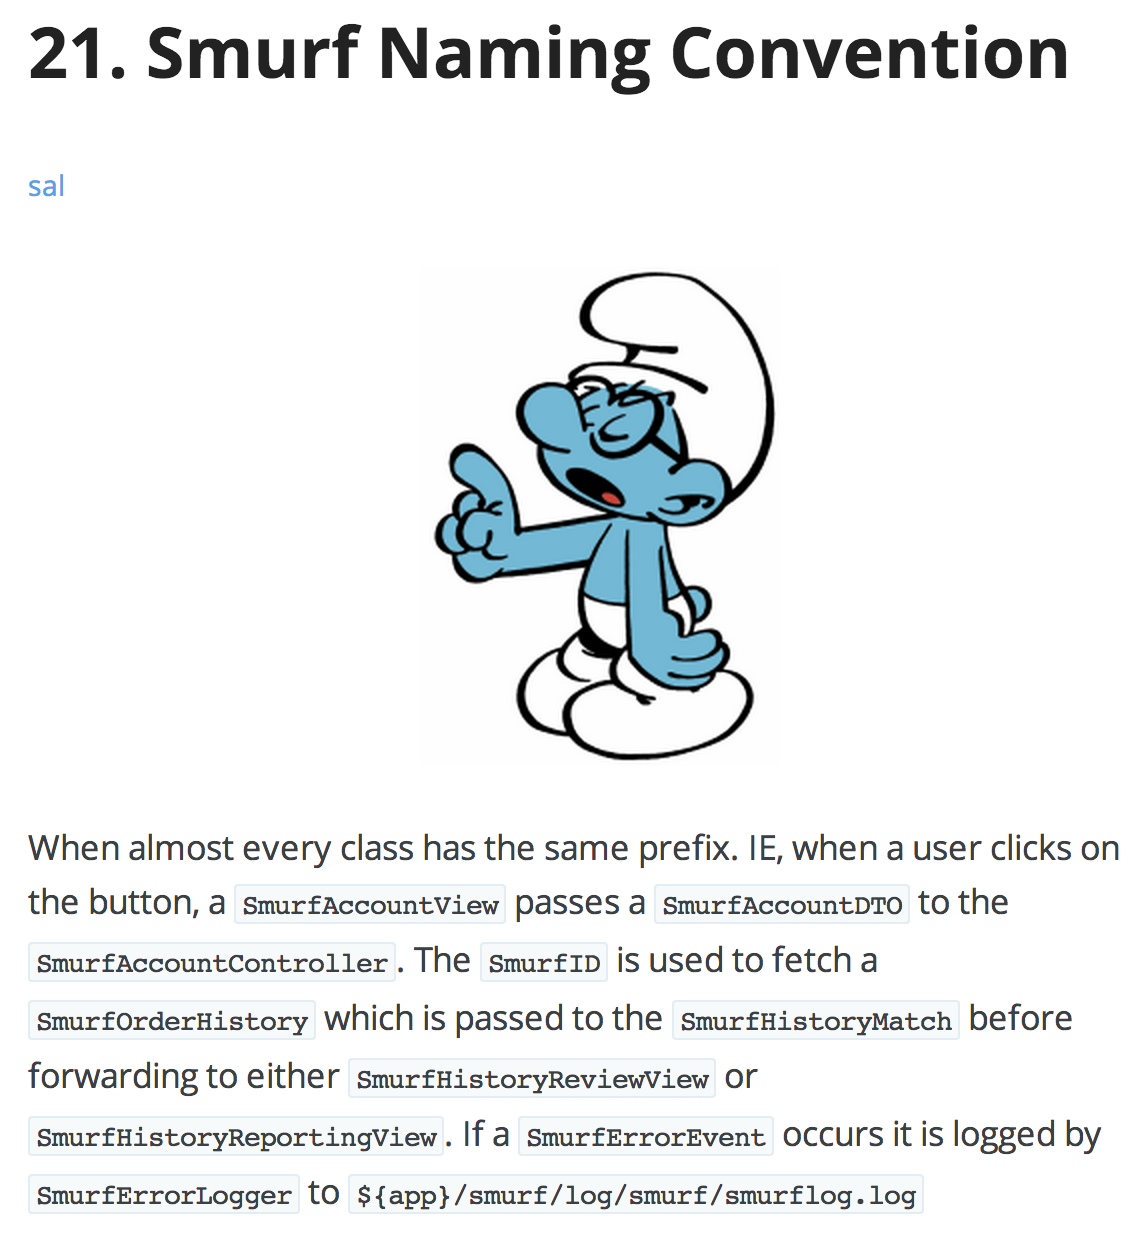 21. Smurf Naming Convention
sal
When almost every class has the same prefix. IE, when a user clicks on
the button, a SmurfAccountView passes a SmurfAccountDTO to the
SmurfAccountController. The SmurfID is used to fetch a
SmurfOrderHistory which is passed to the SmurfHistoryMatch before
forwarding to either SmurfHistoryReviewView or
SmurfHistoryReportingView. If a SmurfErrorEvent occurs it is logged by
SmurfErrorLogger to ${app}/smurf/log/smurf/smurflog.log